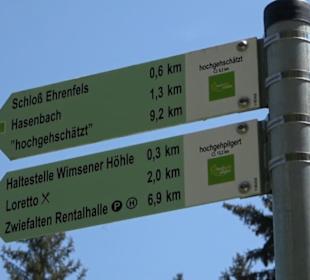 Schloß Ehrenfels 0,6 km
Hasenbach 1,3 km
"hochgehschätzt" 9,2 km
hochgehschätzt
Haltestelle Wimsener Höhle 0,3 km
Loretto 2,0 km
Zwiefalten Rentalhalle P H 6,9 km
hochgehpilgert